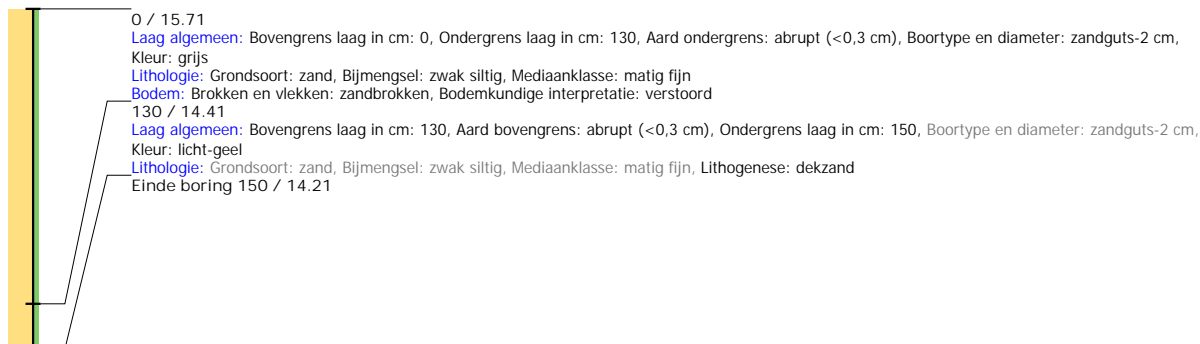 0 / 15.71
Laag algemeen: Bovengrens laag in cm: 0, Ondergrens laag in cm: 130, Aard ondergrens: abrupt (<0,3 cm), Boortype en diameter: zandguts-2 cm,
Kleur: grijs
Lithologie: Grondsoort: zand, Bijmengsel: zwak siltig, Mediaanklasse: matig fijn
Bodem: Brokken en vlekken: zandbrokken, Bodemkundige interpretatie: verstoord
130 / 14.41
Laag algemeen: Bovengrens laag in cm: 130, Aard bovengrens: abrupt (<0,3 cm), Ondergrens laag in cm: 150, Boortype en diameter: zandguts-2 cm,
Kleur: licht-geel
Lithologie: Grondsoort: zand, Bijmengsel: zwak siltig, Mediaanklasse: matig fijn, Lithogenese: dekzand
Einde boring 150 / 14.21